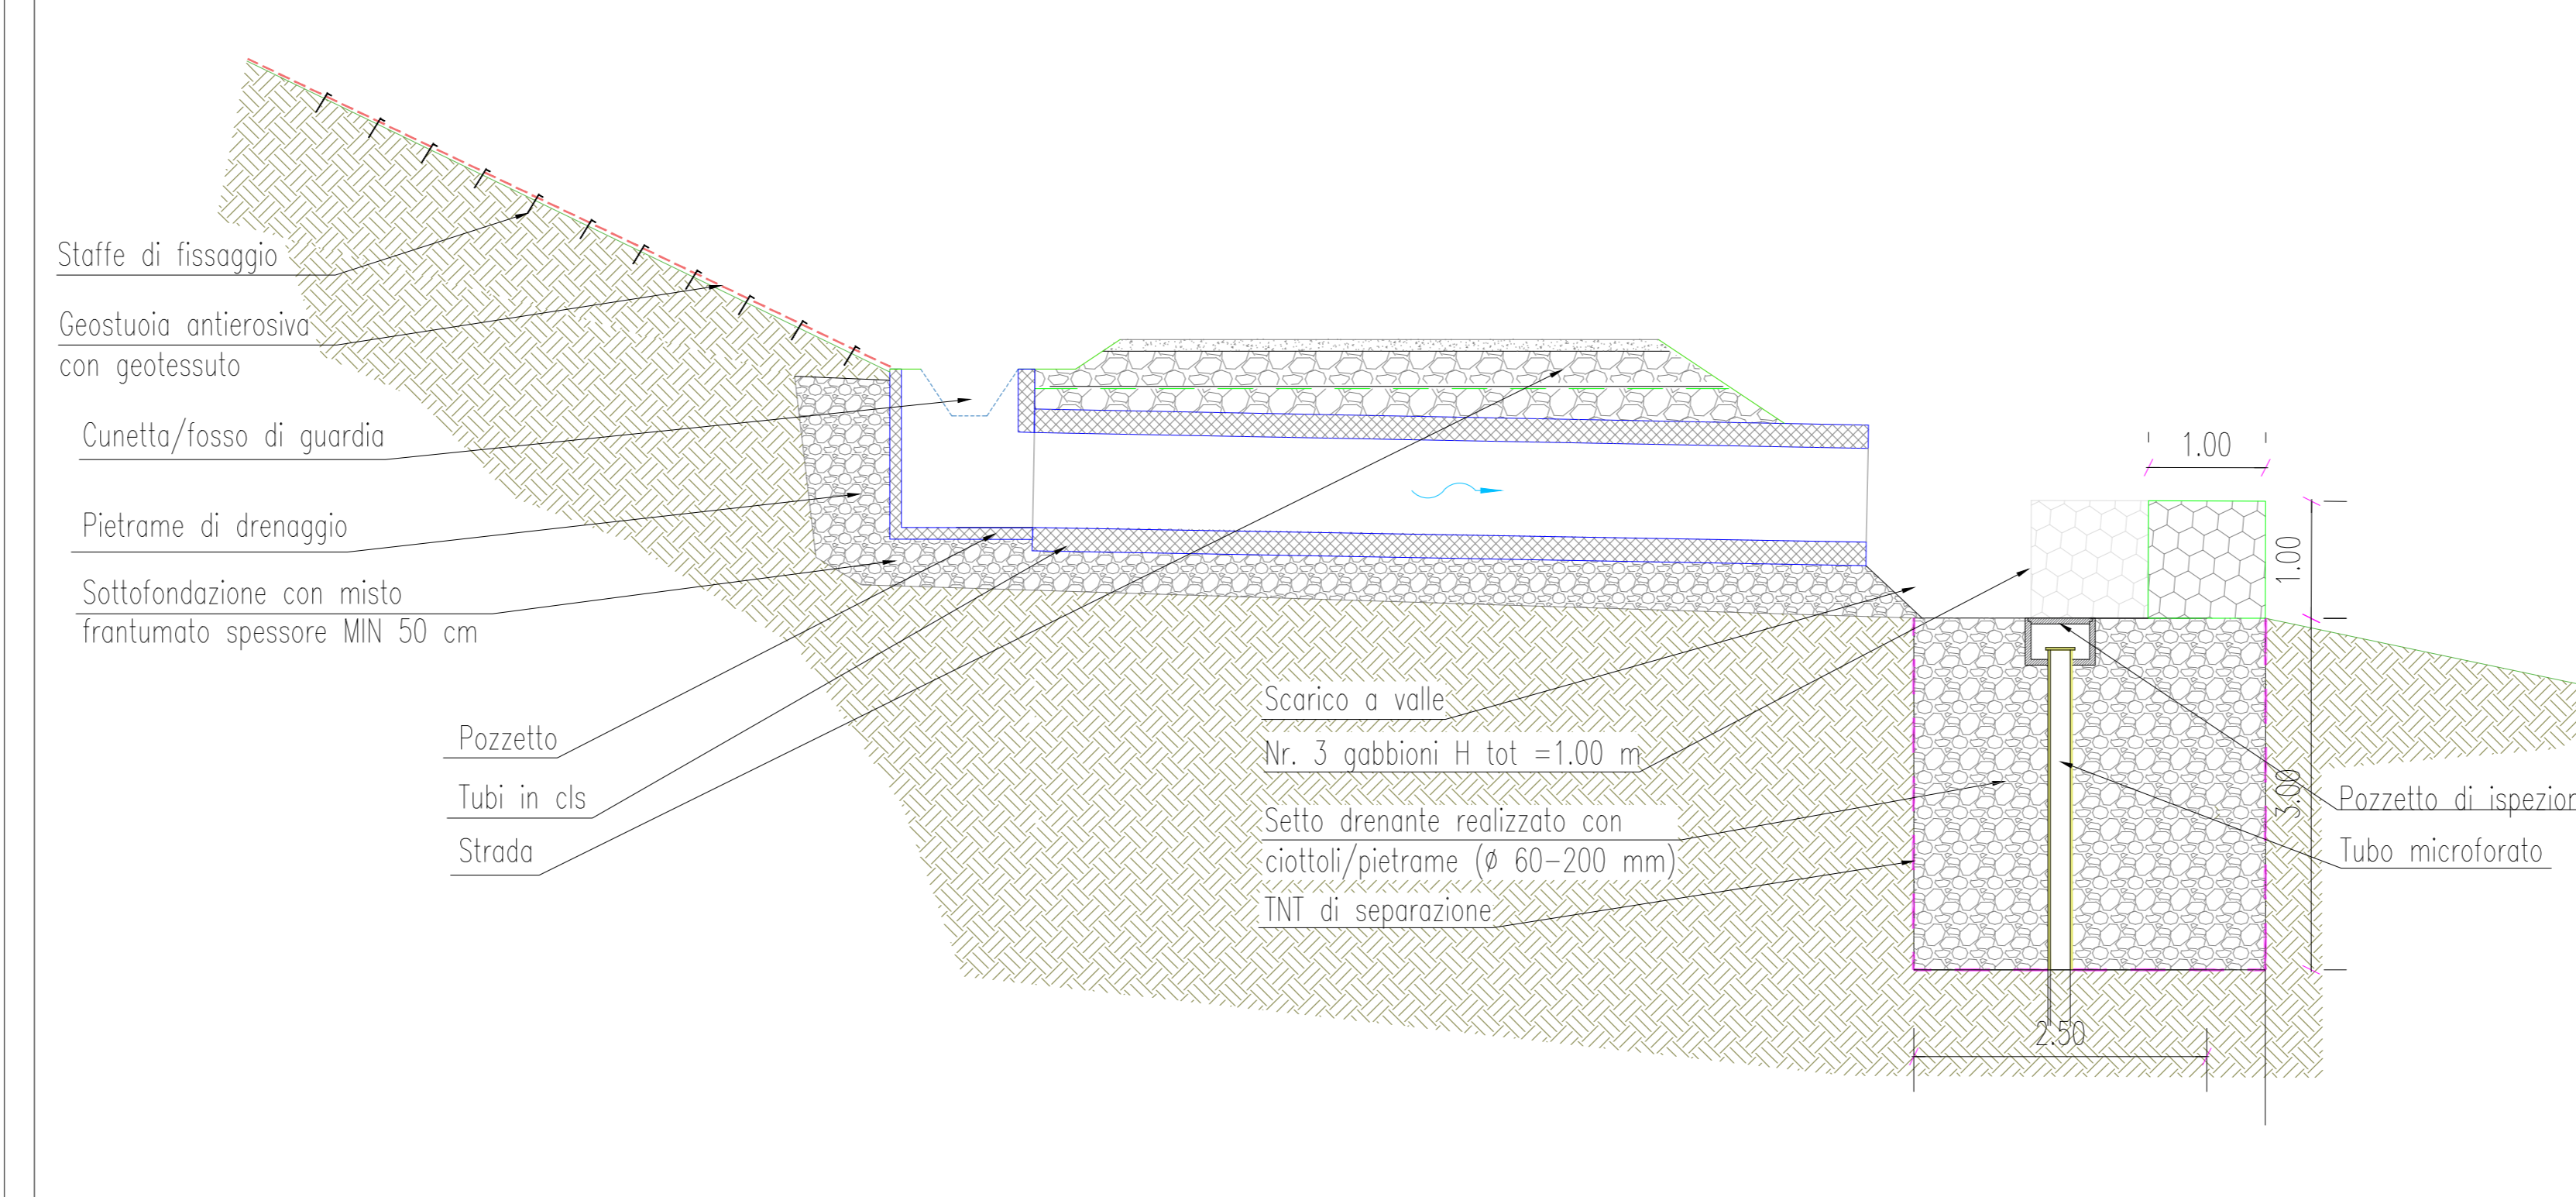 Staffe di fissaggio
Geostuoia antierosiva
con geotessuto
Cunetta/fosso di guardia
Pietrame di drenaggio
Sottofondazione con misto
frantumato spessore MIN 50 cm
Pozzetto
Tubi in cls
Strada
Scarico a valle
Nr. 3 gabbioni H tot =1.00 m
Setto drenante realizzato con
ciottoli/pietrame (ϕ 60-200 mm)
TNT di separazione
1.00
1.00
3.00
Pozzetto di ispezion
Tubo microforato
2.50